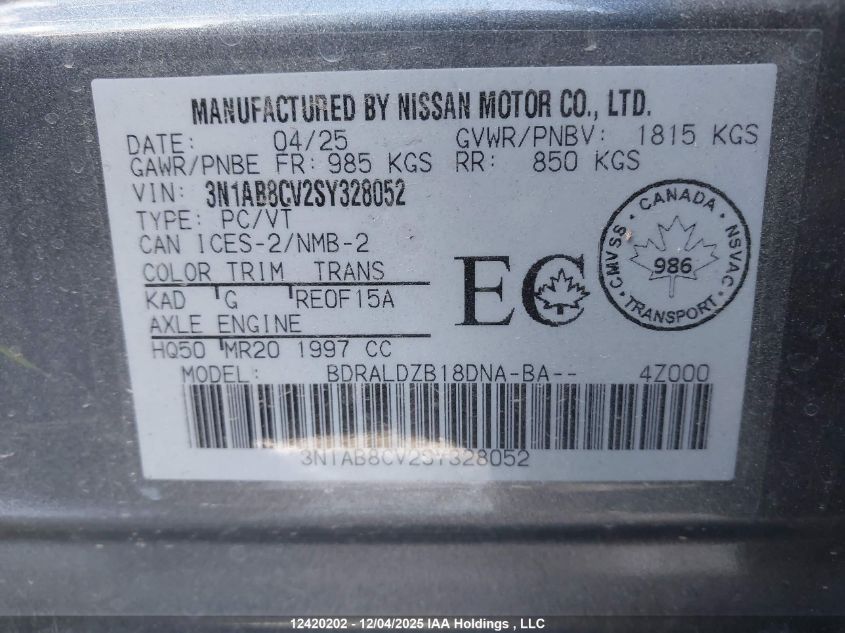 MANUFACTURED BY NISSAN MOTOR CO., LTD.
DATE: 04/25 GVWR/PNBV: 1815 KGS
GAWR/PNBE FR: 985 KGS RR: 850 KGS
VIN: 3N1AB8CV2SY328052
TYPE: PC/VT
CAN ICES-2/NMB-2
COLOR TRIM TRANS
KAD G RE0F15A
AXLE ENGINE
HQ50 MR20 1997 CC
EC
CANADA
CMVSS 986 NSVAC
TRANSPORT
MODEL: BDRALDZB18DNA-BA-- 4Z000
3N1AB8CV2SY328052
12420202 - 12/04/2025 IAA Holdings , LLC